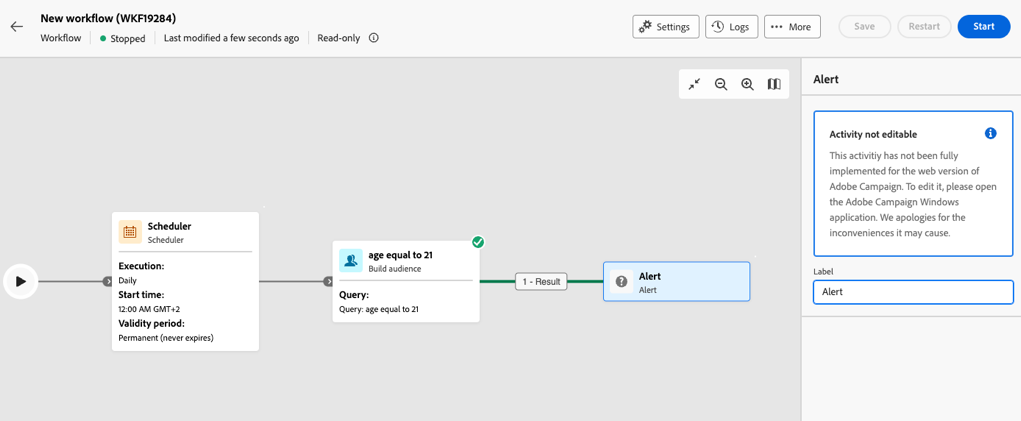 New workflow (WKF19284)
Workflow
Stopped
Last modified a few seconds ago
Read-only
Settings
Logs
More
Save
Restart
Start
Scheduler
Scheduler
Execution:
Daily
Start time:
12:00 AM GMT+2
Validity period:
Permanent (never expires)
age equal to 21
Build audience
Query:
Query: age equal to 21
1 - Result
Alert
Alert
Alert
Activity not editable
This activitiy has not been fully
implemented for the web version of
Adobe Campaign. To edit it, please open
the Adobe Campaign Windows
application. We apologies for the
inconveniences it may cause.
Label
Alert